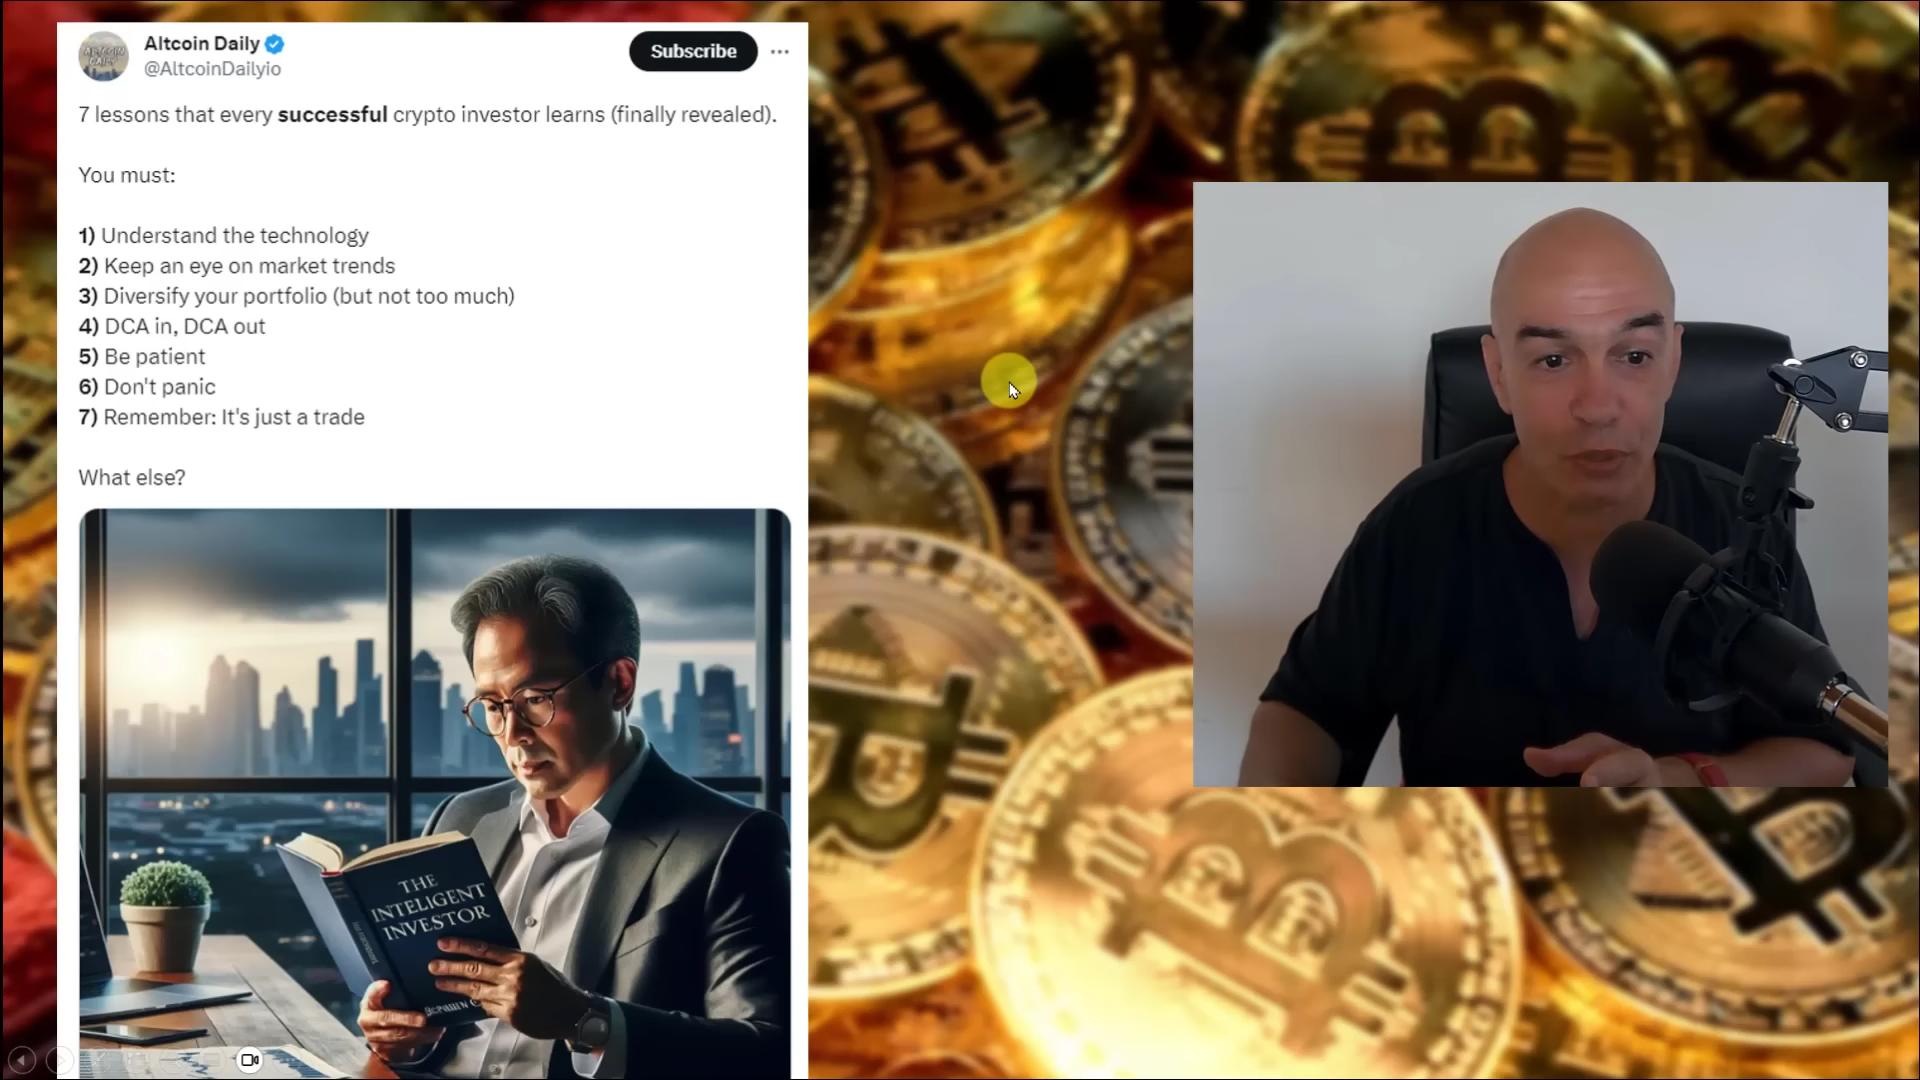 Altcoin Daily
@AltcoinDailyio
Subscribe
7 lessons that every successful crypto investor learns (finally revealed).
You must:
1) Understand the technology
2) Keep an eye on market trends
3) Diversify your portfolio (but not too much)
4) DCA in, DCA out
5) Be patient
6) Don't panic
7) Remember: It's just a trade
What else?
THE
INTELIGENT
INVESTOR